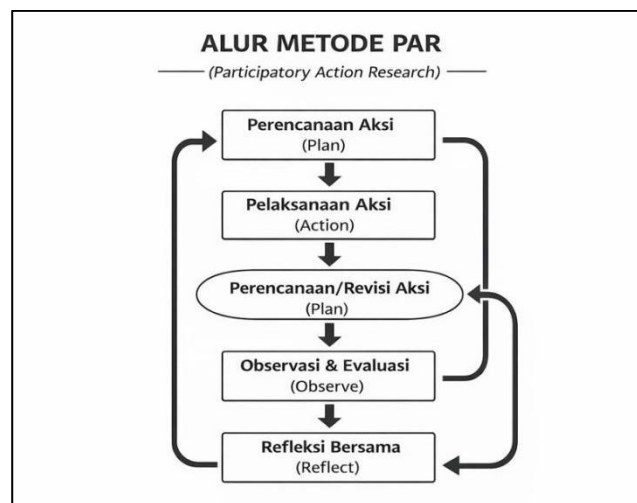 ALUR METODE PAR
(Participatory Action Research)
Perencanaan Aksi
(Plan)
Pelaksanaan Aksi
(Action)
Perencanaan/Revisi Aksi
(Plan)
Observasi & Evaluasi
(Observe)
Refleksi Bersama
(Reflect)